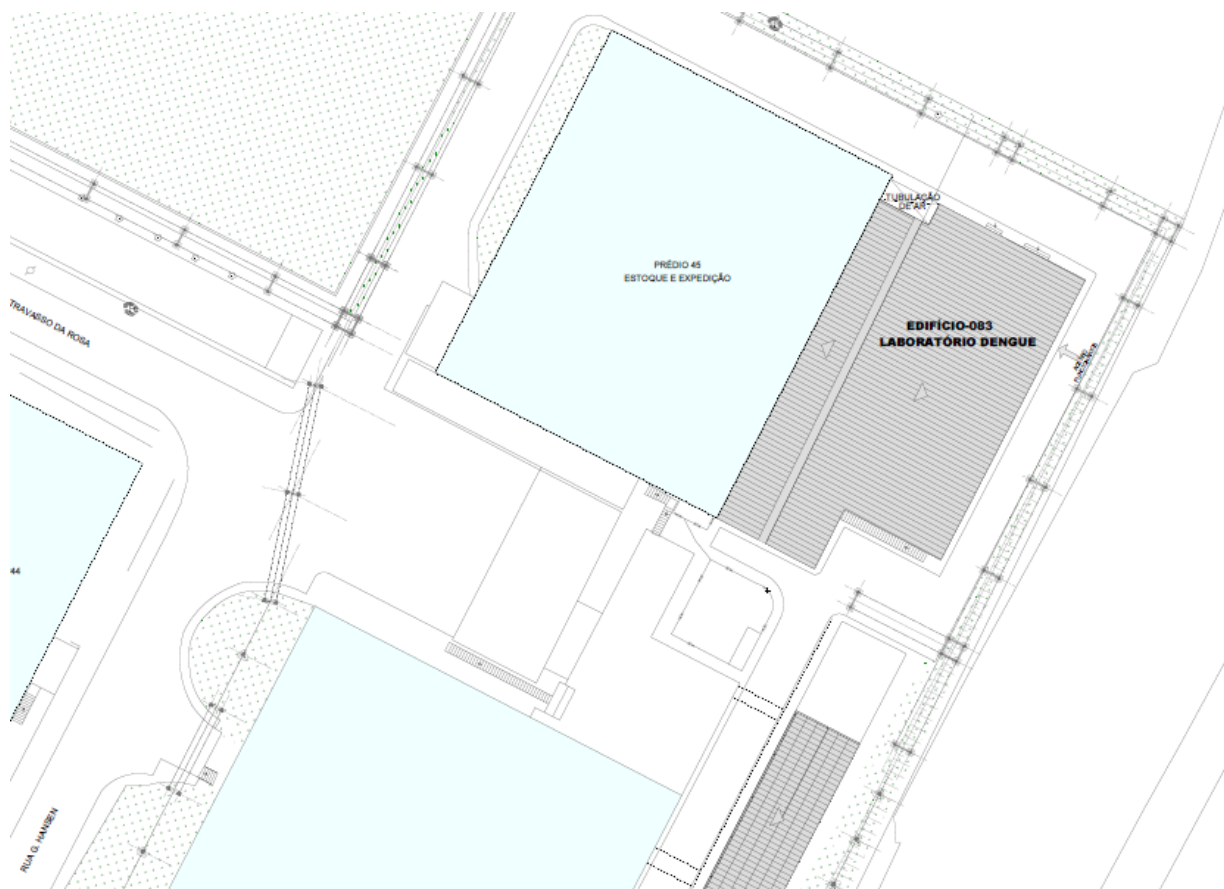 TUBULAÇÃO
DE AR
PRÉDIO 45
ESTOQUE E EXPEDIÇÃO
EDIFÍCIO-083
LABORATÓRIO DENGUE
TRAVASSO DA ROSA
44
RUA G. HANSEN